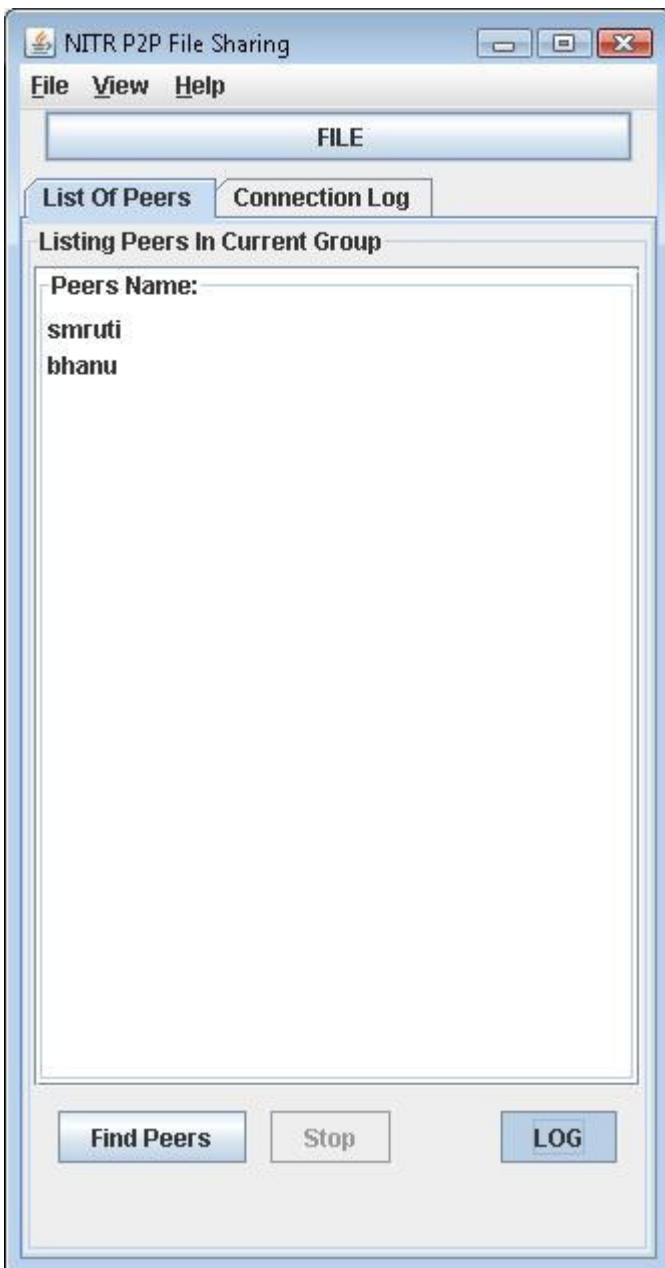 NITR P2P File Sharing
File View Help
FILE
List Of Peers Connection Log
Listing Peers In Current Group
Peers Name:
smruti
bhanu
Find Peers Stop LOG